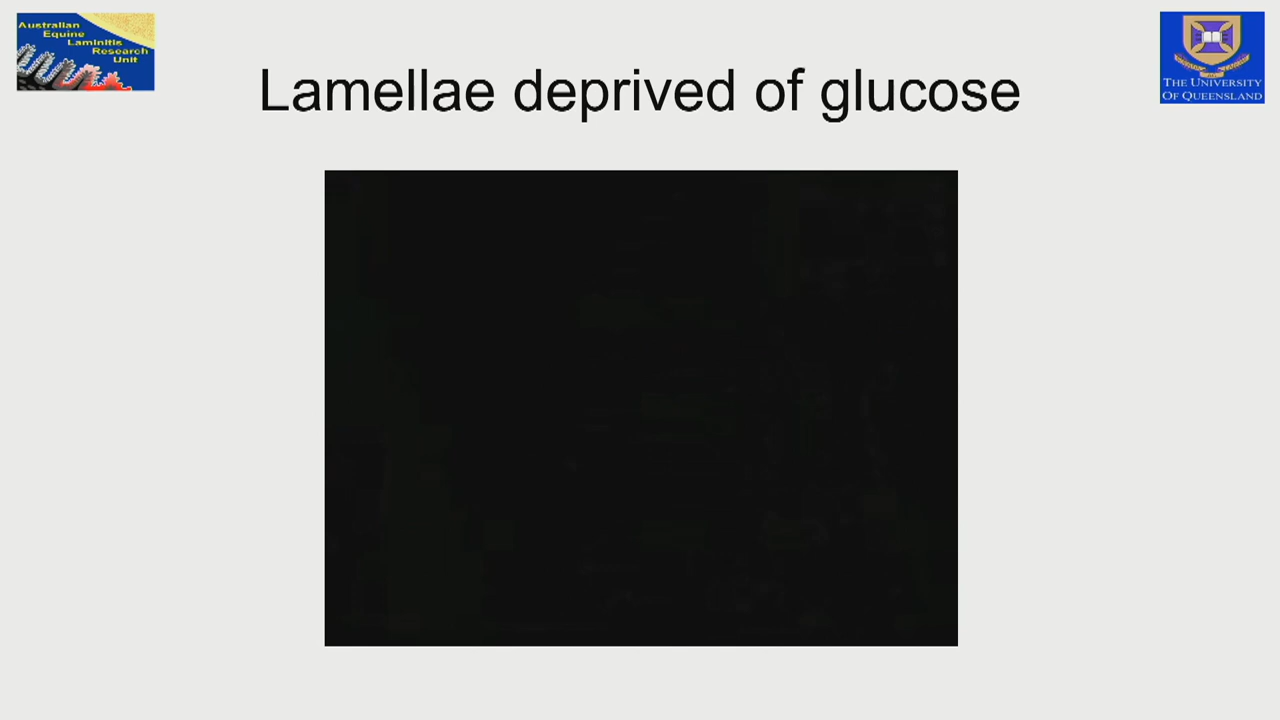 Australian
Equine
Laminitis
Research
Unit
Lamellae deprived of glucose
THE UNIVERSITY
OF QUEENSLAND